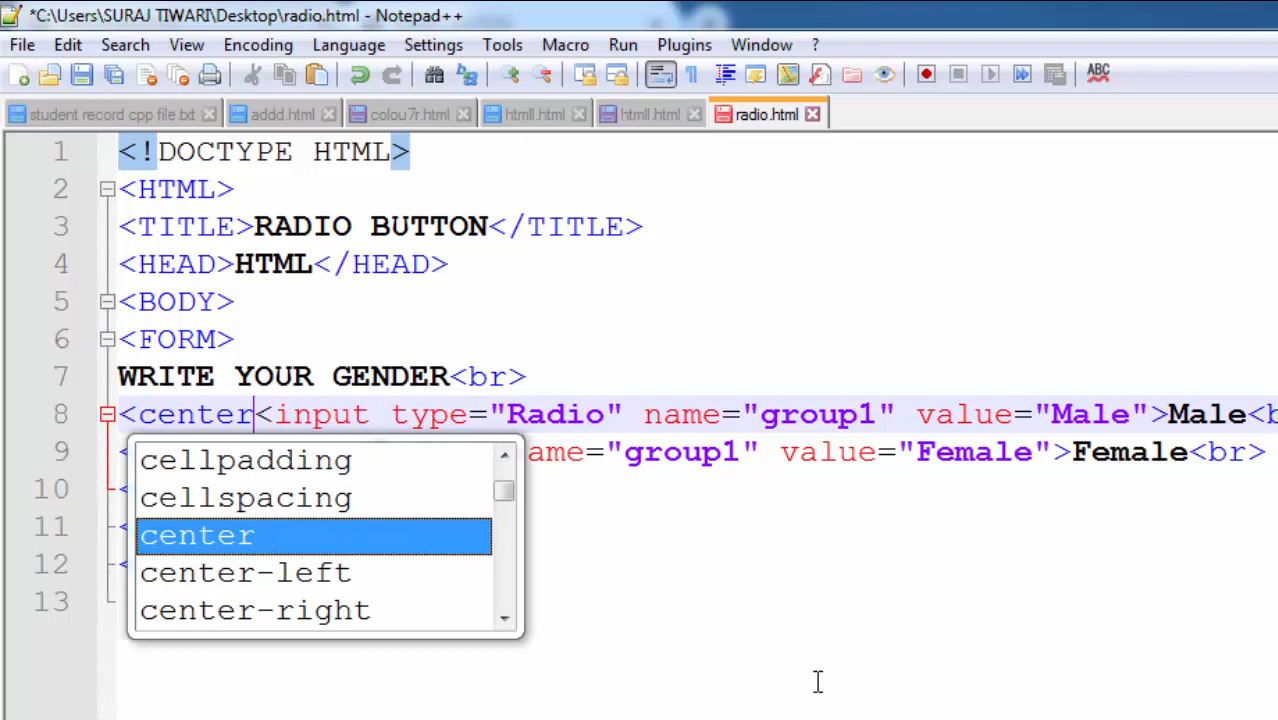 *C:\Users\SURAJ TIWARI\Desktop\radio.html - Notepad++
File Edit Search View Encoding Language Settings Tools Macro Run Plugins Window ?
ABC
student record cpp file.txt addd.html colou7r.html htmll.html htmll.html radio.html
1 <!DOCTYPE HTML>
2 <HTML>
3 <TITLE>RADIO BUTTON</TITLE>
4 <HEAD>HTML</HEAD>
5 <BODY>
6 <FORM>
7 WRITE YOUR GENDER<br>
8 <center<input type="Radio" name="group1" value="Male">Male<b
9 < ame="group1" value="Female">Female<br>
10 <
11 <
12 <
13
cellpadding
cellspacing
center
center-left
center-right